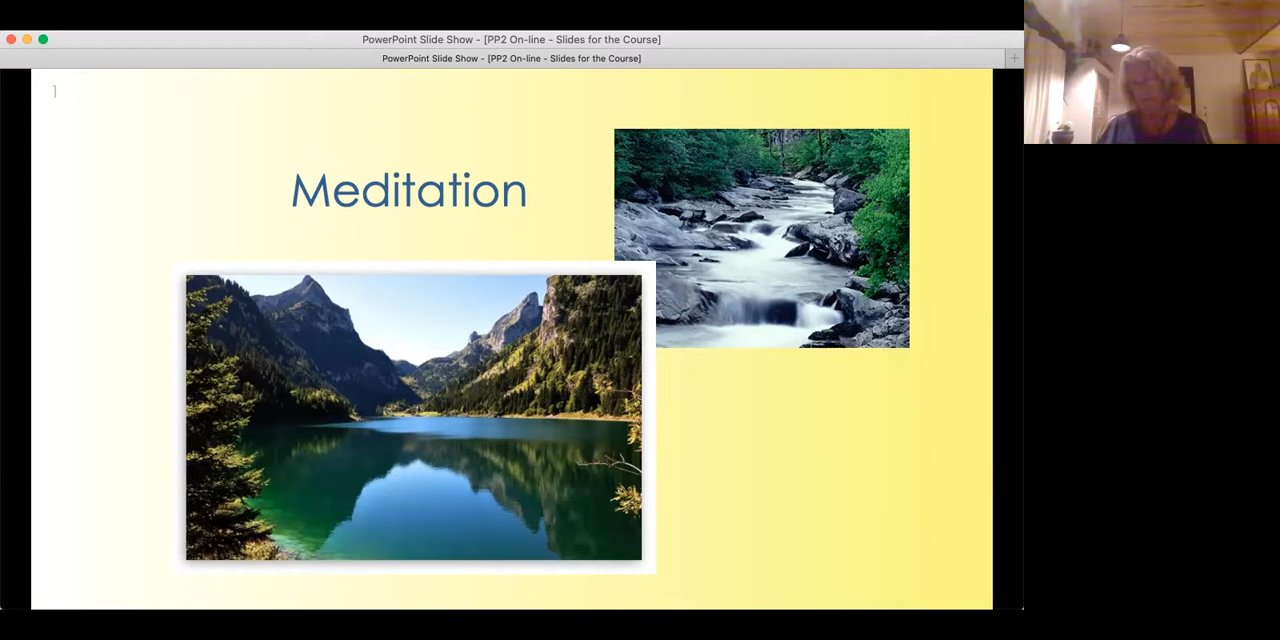 PowerPoint Slide Show - [PP2 On-line - Slides for the Course]
PowerPoint Slide Show - [PP2 On-line - Slides for the Course]
1
Meditation